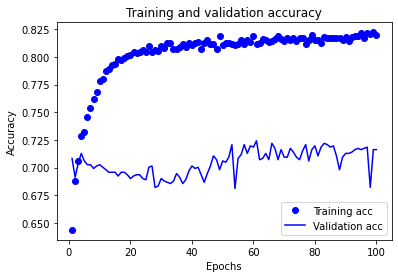 Training and validation accuracy
0.825
0.800
0.775
0.750
0.725
0.700
0.675
0.650
Accuracy
0
20
40
60
80
100
Epochs
Training acc
Validation acc